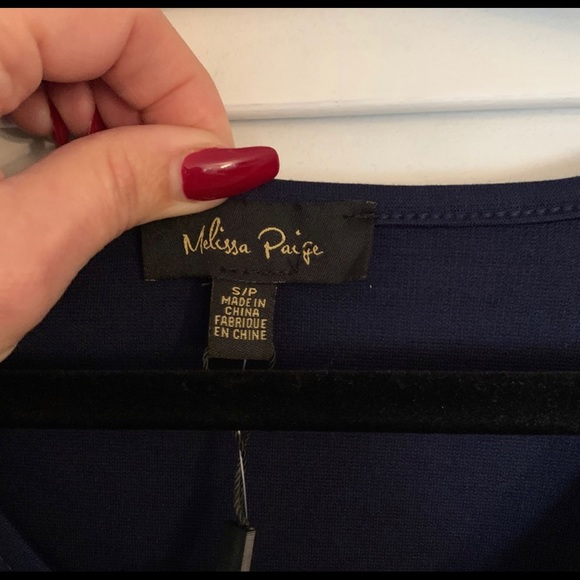 Melissa Paige
S/P
MADE IN
CHINA
FABRIQUE
EN CHINE